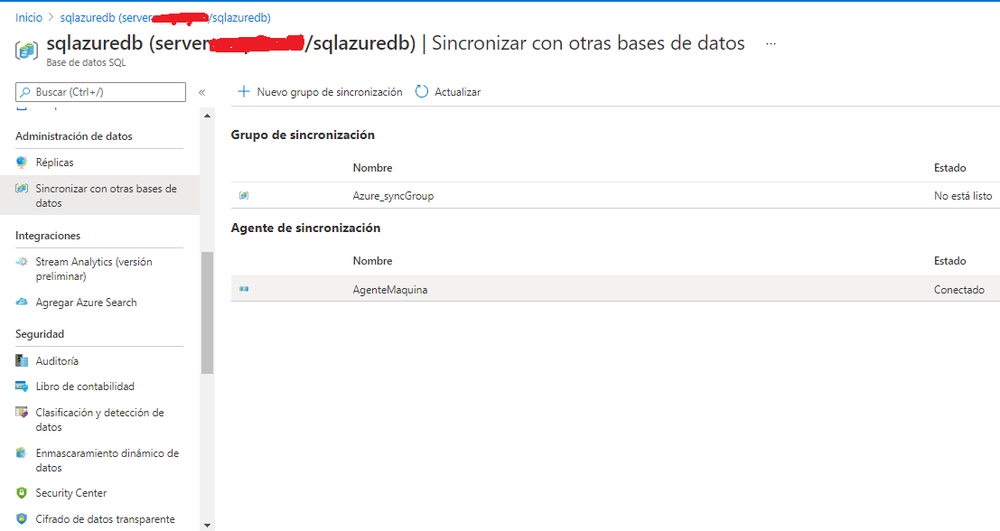 Inicio > sqlazuredb (server /sqlazuredb)
sqlazuredb (server /sqlazuredb) | Sincronizar con otras bases de datos ...
Base de datos SQL
Buscar (Ctrl+/) «
Nuevo grupo de sincronización Actualizar
Administración de datos
Réplicas
Sincronizar con otras bases de
datos
Integraciones
Stream Analytics (versión
preliminar)
Agregar Azure Search
Seguridad
Auditoría
Libro de contabilidad
Clasificación y detección de
datos
Enmascaramiento dinámico de
datos
Security Center
Cifrado de datos transparente
Grupo de sincronización
Nombre Estado
Azure_syncGroup No está listo
Agente de sincronización
Nombre Estado
AgenteMaquina Conectado